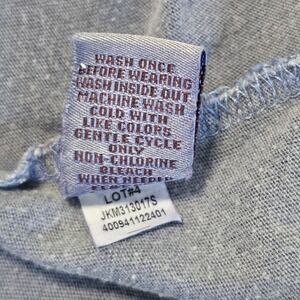 WASH ONCE
BEFORE WEARING
WASH INSIDE OUT
MACHINE WASH
COLD WITH
LIKE COLORS
GENTLE CYCLE
ONLY
NON-CHLORINE
BLEACH
WHEN NEEDED
LOT#4
JKM313017S
400941122401